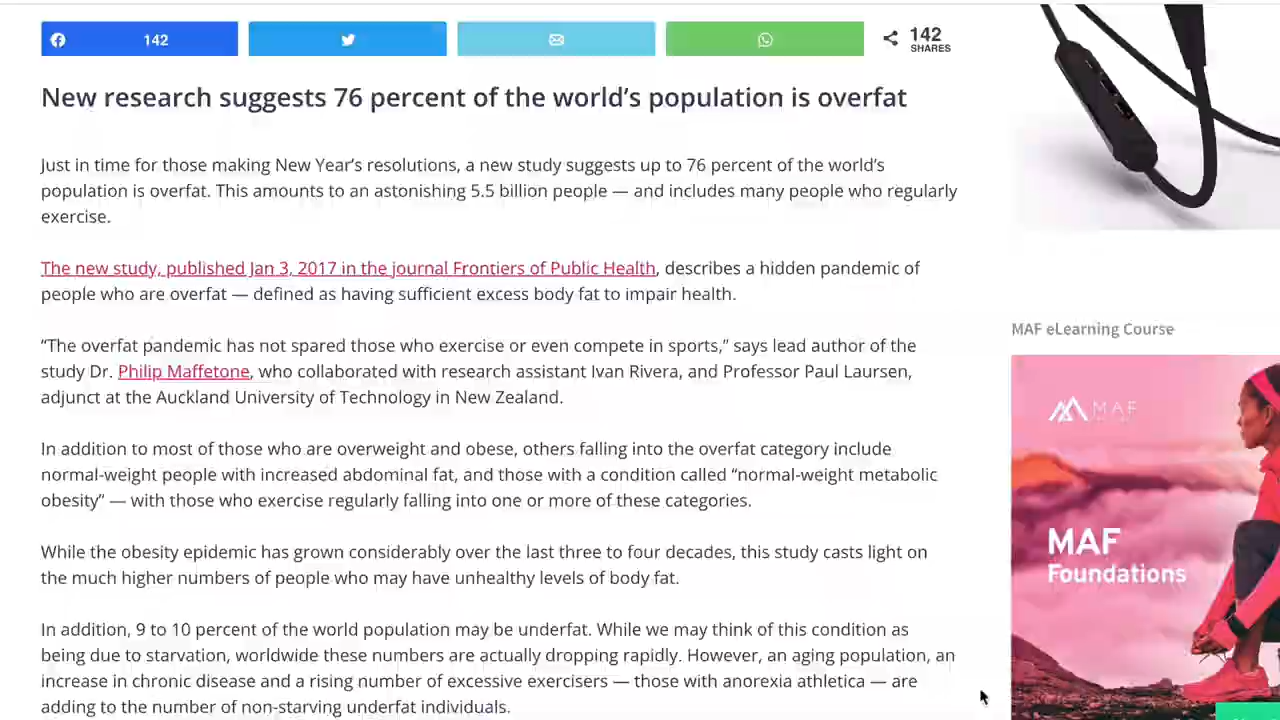 142
142
SHARES
New research suggests 76 percent of the world’s population is overfat
Just in time for those making New Year’s resolutions, a new study suggests up to 76 percent of the world’s
population is overfat. This amounts to an astonishing 5.5 billion people — and includes many people who regularly
exercise.
The new study, published Jan 3, 2017 in the journal Frontiers of Public Health, describes a hidden pandemic of
people who are overfat — defined as having sufficient excess body fat to impair health.
“The overfat pandemic has not spared those who exercise or even compete in sports,” says lead author of the
study Dr. Philip Maffetone, who collaborated with research assistant Ivan Rivera, and Professor Paul Laursen,
adjunct at the Auckland University of Technology in New Zealand.
In addition to most of those who are overweight and obese, others falling into the overfat category include
normal-weight people with increased abdominal fat, and those with a condition called “normal-weight metabolic
obesity” — with those who exercise regularly falling into one or more of these categories.
While the obesity epidemic has grown considerably over the last three to four decades, this study casts light on
the much higher numbers of people who may have unhealthy levels of body fat.
In addition, 9 to 10 percent of the world population may be underfat. While we may think of this condition as
being due to starvation, worldwide these numbers are actually dropping rapidly. However, an aging population, an
increase in chronic disease and a rising number of excessive exercisers — those with anorexia athletica — are
adding to the number of non-starving underfat individuals.
MAF eLearning Course
MAF
MAF
Foundations